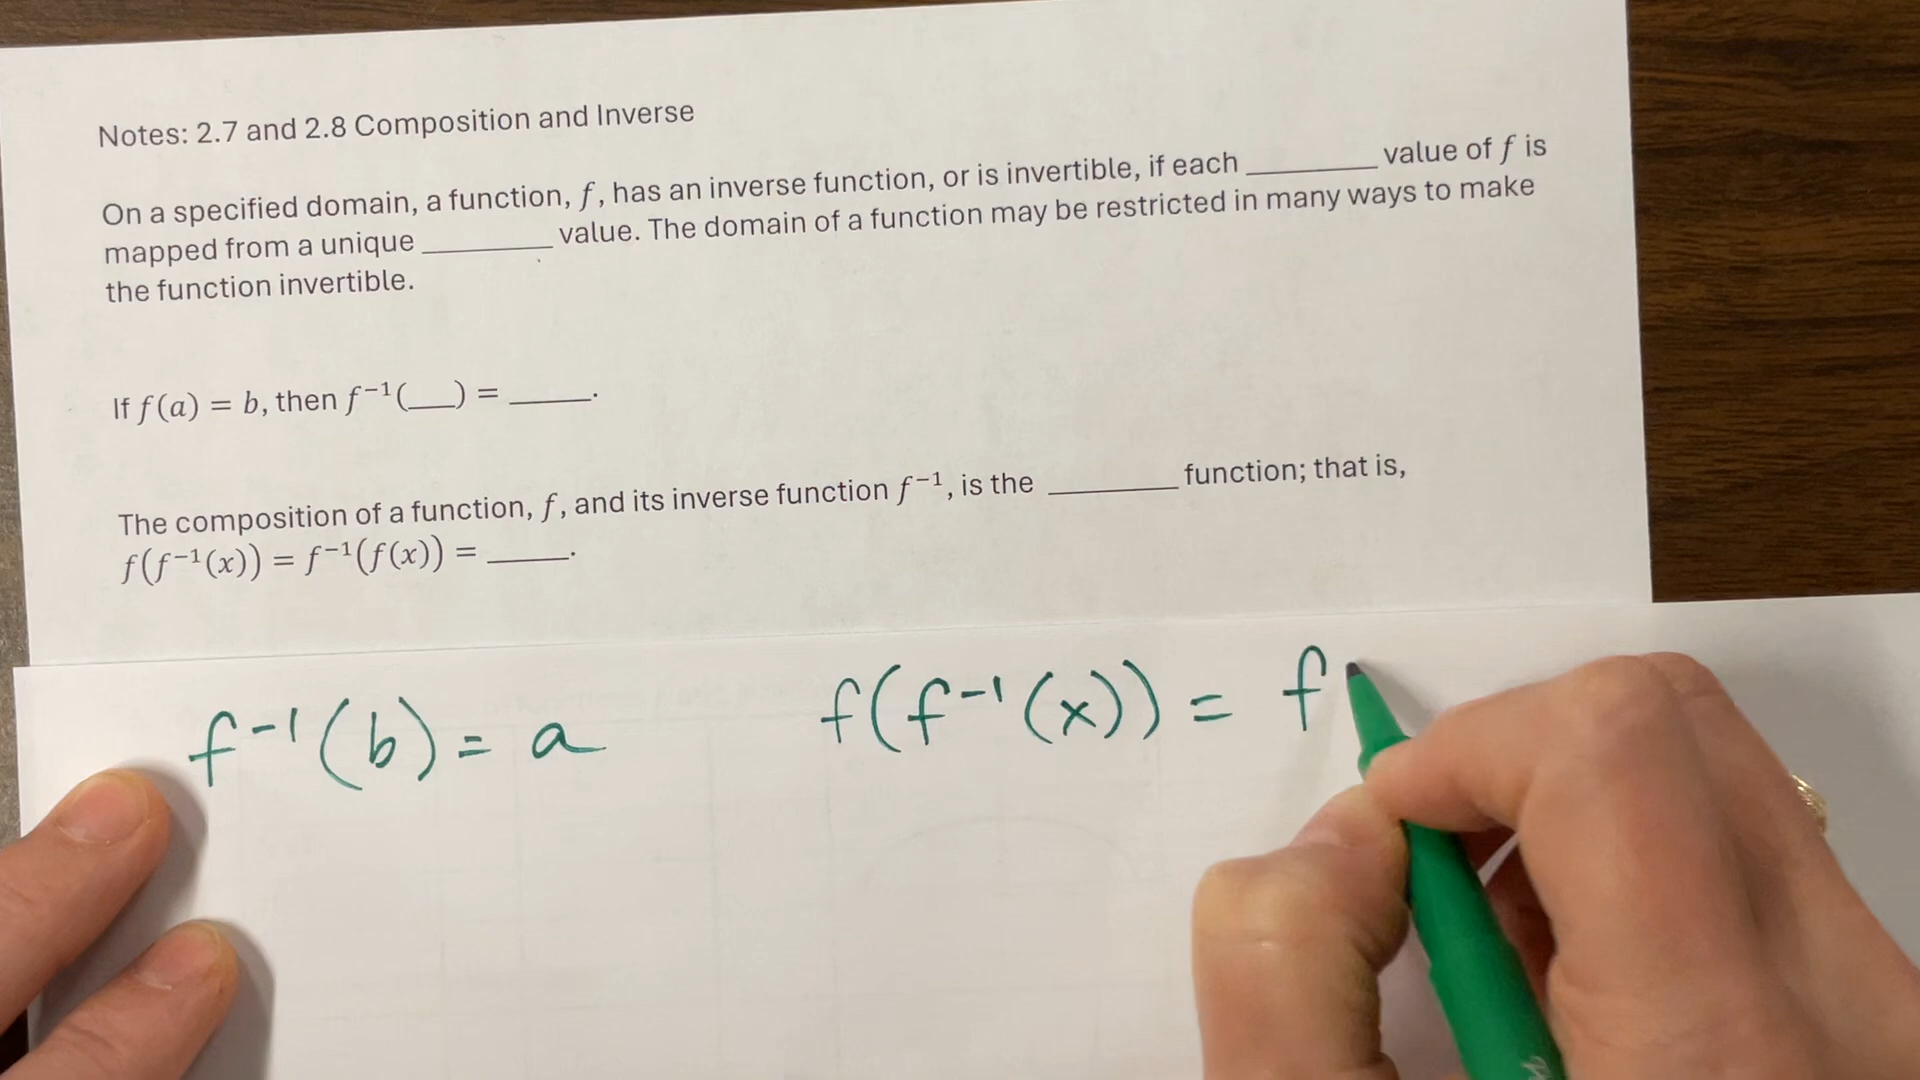 Notes: 2.7 and 2.8 Composition and Inverse
On a specified domain, a function, f, has an inverse function, or is invertible, if each ________ value of f is
mapped from a unique ________ value. The domain of a function may be restricted in many ways to make
the function invertible.
If f(a) = b, then f⁻¹(___) = _____.
The composition of a function, f, and its inverse function f⁻¹, is the ________ function; that is,
f(f⁻¹(x)) = f⁻¹(f(x)) = _____.
f⁻¹(b) = a
f(f⁻¹(x)) = f